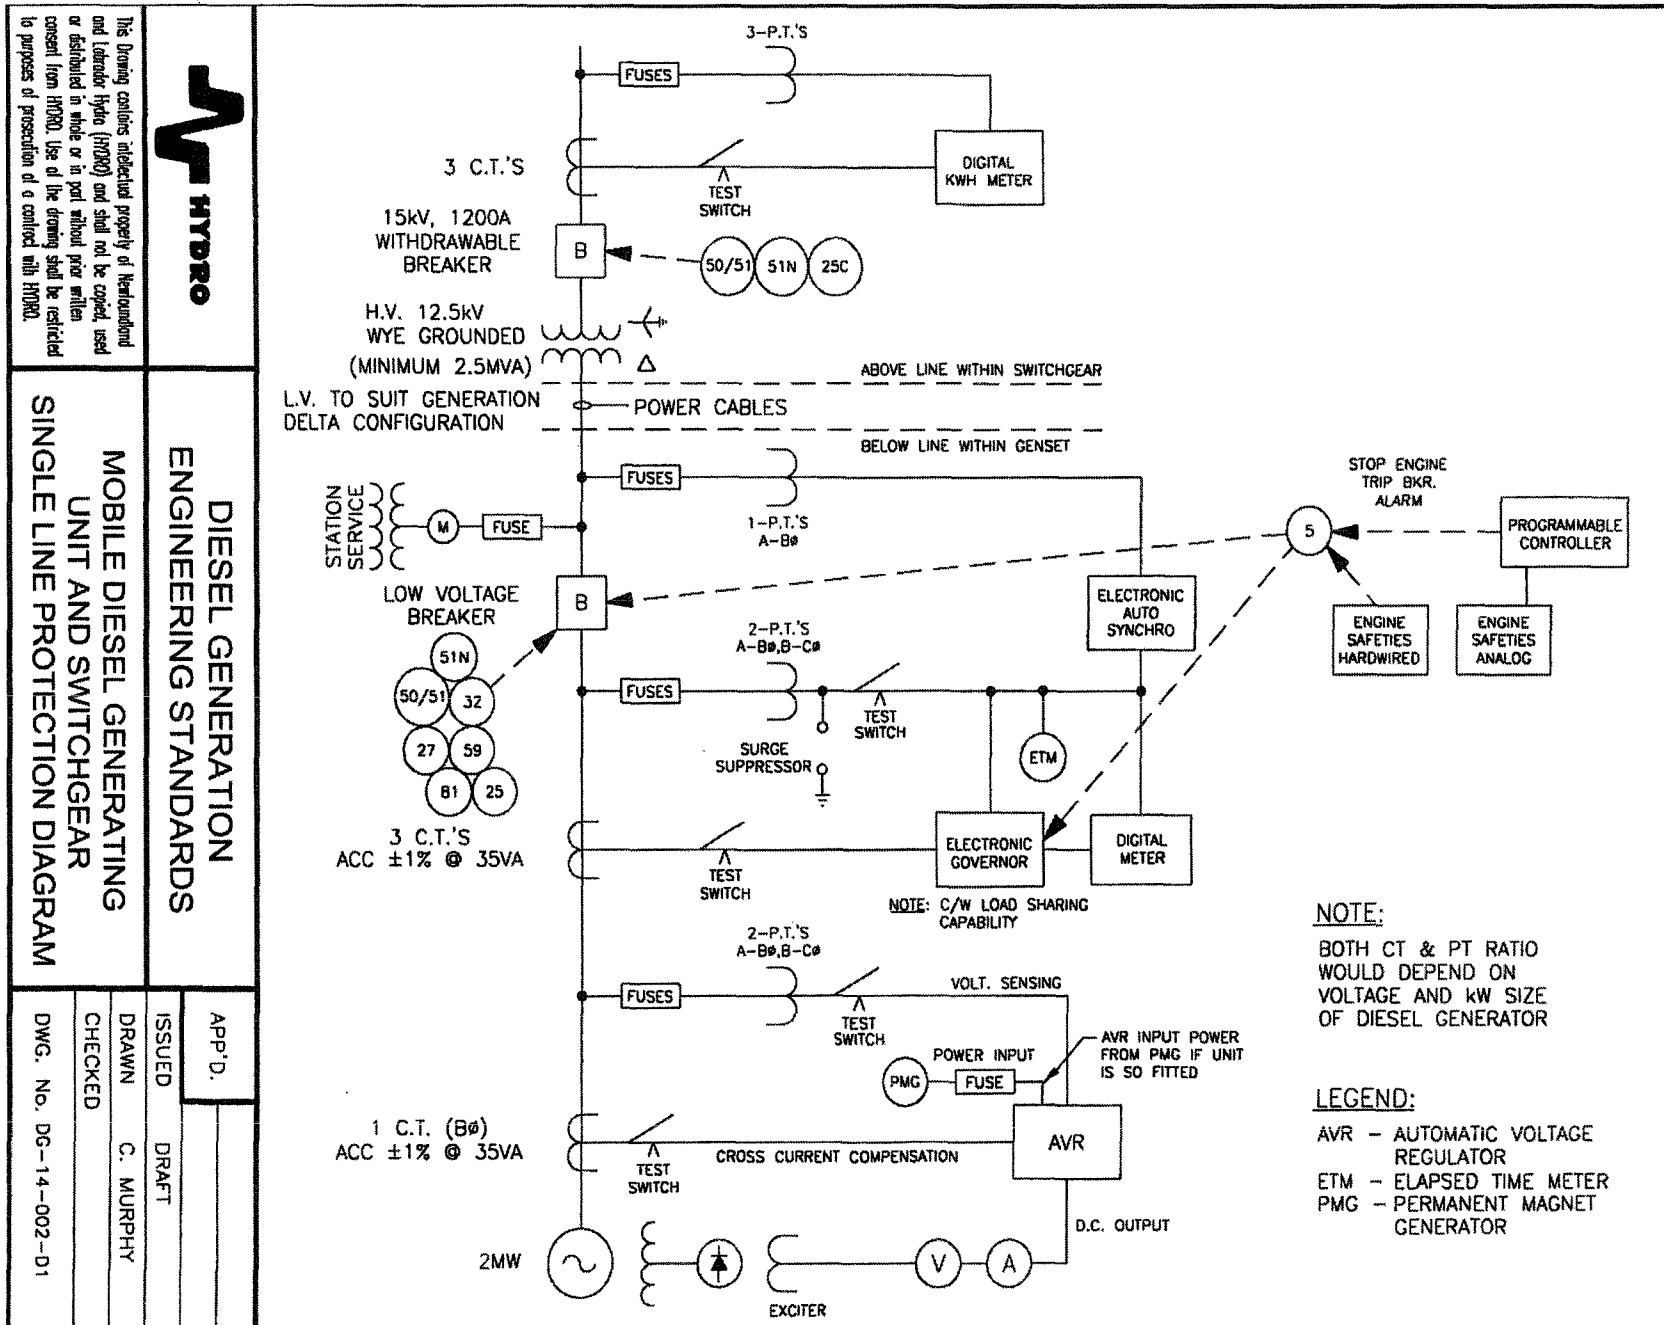 This Drawing contains intellectual property of Newfoundland
and Labrador Hydro (HYDRO) and shall not be copied, used
or distributed in whole or in part without prior written
consent from HYDRO. Use of the drawing shall be restricted
to purposes of prosecution of a contract with HYDRO.
HYDRO
DIESEL GENERATION
ENGINEERING STANDARDS
MOBILE DIESEL GENERATING
UNIT AND SWITCHGEAR
SINGLE LINE PROTECTION DIAGRAM
APP'D.
ISSUED DRAFT
DRAWN C. MURPHY
CHECKED
DWG. No. DG-14-002-D1
3-P.T.'S
FUSES
3 C.T.'S
TEST
SWITCH
DIGITAL
KWH METER
15kV, 1200A
WITHDRAWABLE
BREAKER
B
50/51
51N
25C
H.V. 12.5kV
WYE GROUNDED
(MINIMUM 2.5MVA)
Δ
ABOVE LINE WITHIN SWITCHGEAR
L.V. TO SUIT GENERATION
DELTA CONFIGURATION
POWER CABLES
BELOW LINE WITHIN GENSET
FUSES
1-P.T.'S
A-BØ
STATION
SERVICE
M
FUSE
STOP ENGINE
TRIP BKR.
ALARM
5
PROGRAMMABLE
CONTROLLER
ENGINE
SAFETIES
HARDWIRED
ENGINE
SAFETIES
ANALOG
LOW VOLTAGE
BREAKER
B
ELECTRONIC
AUTO
SYNCHRO
51N
50/51
32
27
59
81
25
2-P.T.'S
A-BØ,B-CØ
FUSES
TEST
SWITCH
SURGE
SUPPRESSOR
ETM
3 C.T.'S
ACC ±1% @ 35VA
TEST
SWITCH
ELECTRONIC
GOVERNOR
DIGITAL
METER
NOTE: C/W LOAD SHARING
CAPABILITY
2-P.T.'S
A-BØ,B-CØ
FUSES
TEST
SWITCH
VOLT. SENSING
POWER INPUT
PMG
FUSE
AVR INPUT POWER
FROM PMG IF UNIT
IS SO FITTED
1 C.T. (BØ)
ACC ±1% @ 35VA
TEST
SWITCH
CROSS CURRENT COMPENSATION
AVR
D.C. OUTPUT
2MW
EXCITER
V
A
NOTE:
BOTH CT & PT RATIO
WOULD DEPEND ON
VOLTAGE AND kW SIZE
OF DIESEL GENERATOR
LEGEND:
AVR - AUTOMATIC VOLTAGE
REGULATOR
ETM - ELAPSED TIME METER
PMG - PERMANENT MAGNET
GENERATOR